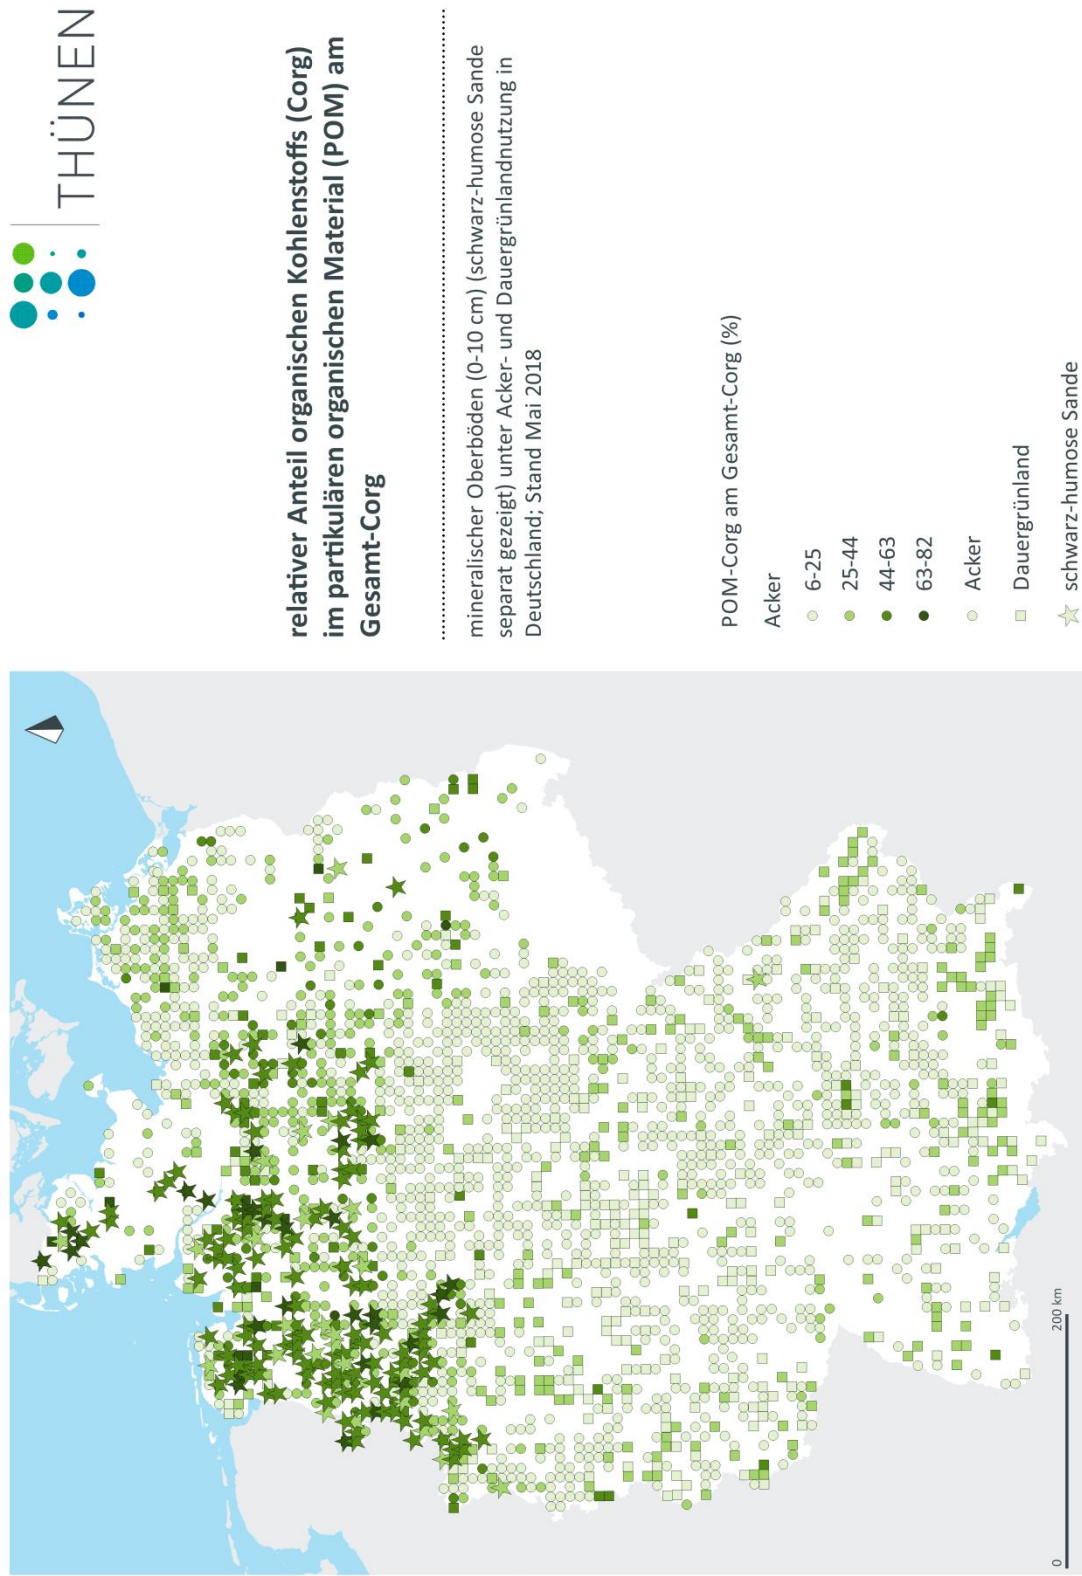 THÜNEN
relativer Anteil organischen Kohlenstoffs (Corg)
im partikulären organischen Material (POM) am
Gesamt-Corg
mineralischer Oberböden (0-10 cm) (schwarz-humose Sande
separat gezeigt) unter Acker- und Dauergrünlandnutzung in
Deutschland; Stand Mai 2018
POM-Corg am Gesamt-Corg (%)
Acker
6-25
25-44
44-63
63-82
Acker
Dauergrünland
schwarz-humose Sande
0 200 km